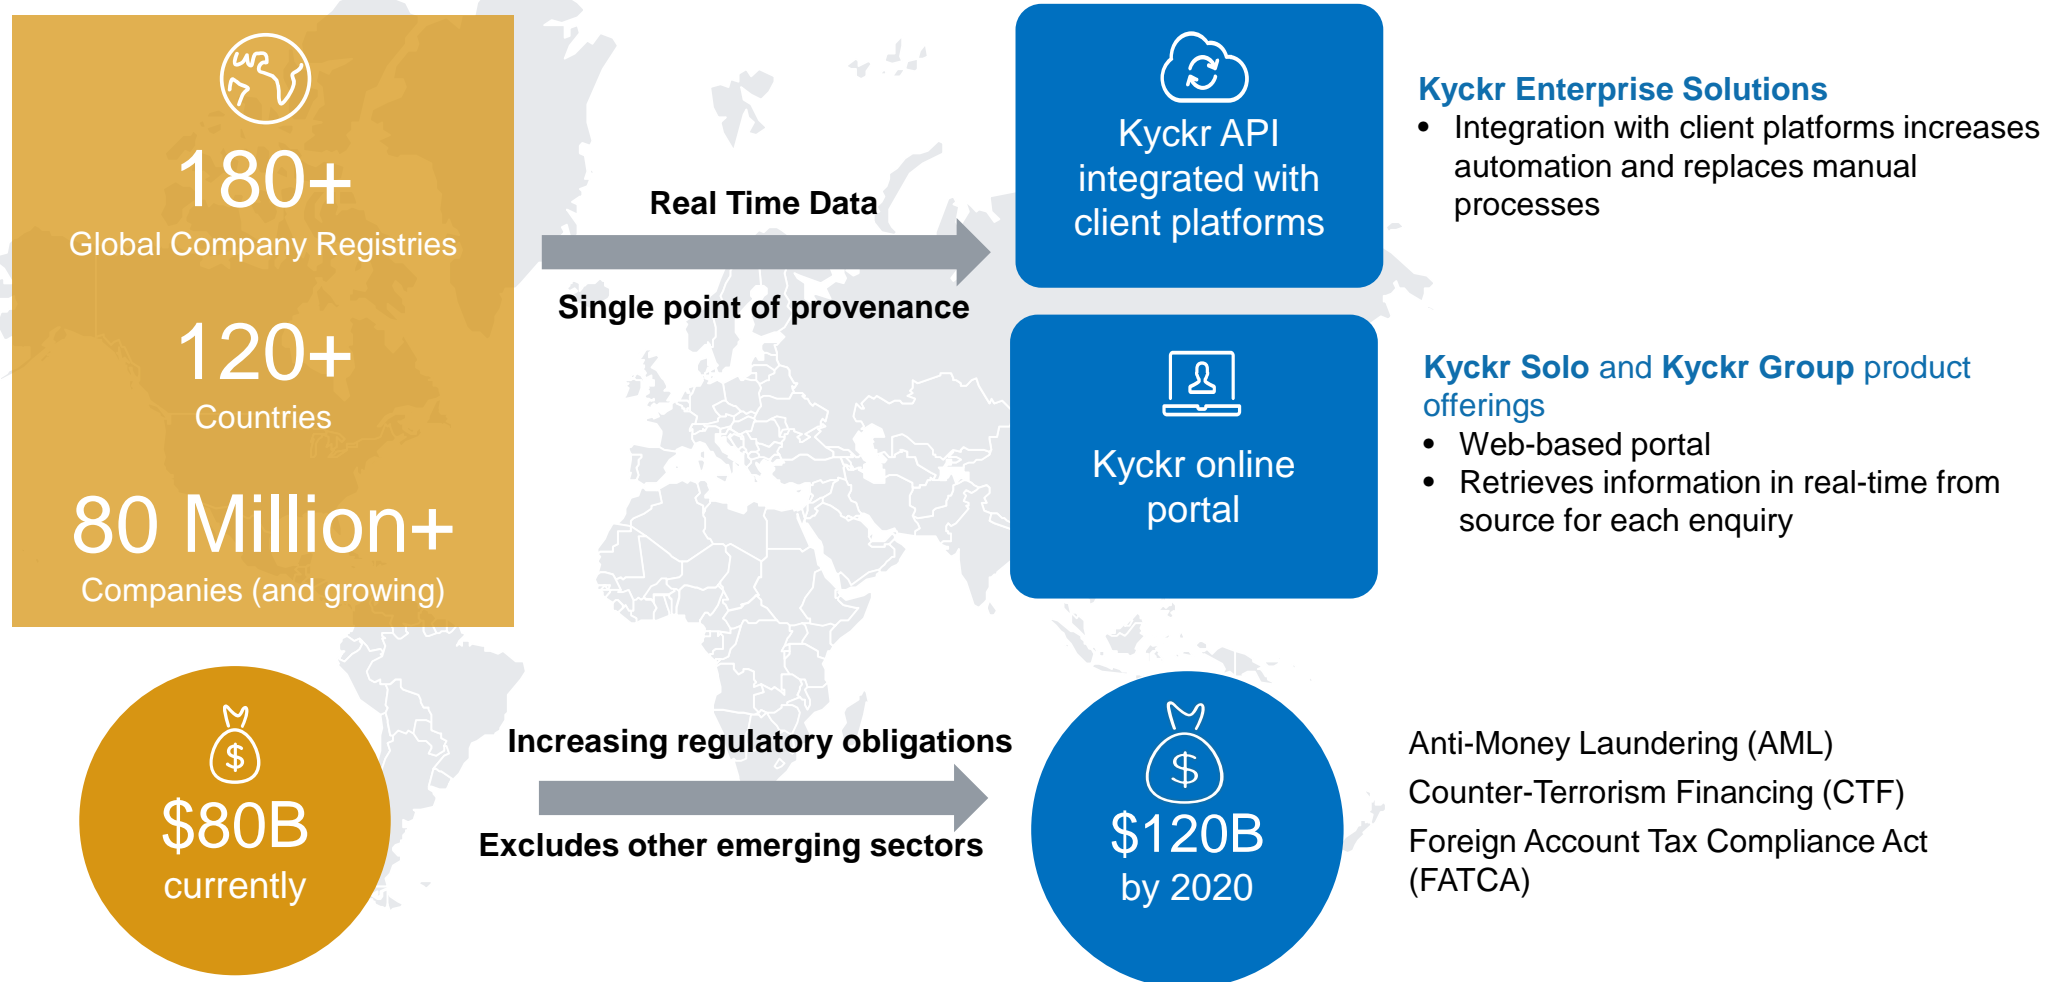 180+
Global Company Registries
120+
Countries
80 Million+
Companies (and growing)
Real Time Data
Single point of provenance
Kyckr API
integrated with
client platforms
Kyckr Enterprise Solutions
• Integration with client platforms increases
automation and replaces manual
processes
Kyckr online
portal
Kyckr Solo and Kyckr Group product
offerings
• Web-based portal
• Retrieves information in real-time from
source for each enquiry
$
$80B
currently
Increasing regulatory obligations
Excludes other emerging sectors
$
$120B
by 2020
Anti-Money Laundering (AML)
Counter-Terrorism Financing (CTF)
Foreign Account Tax Compliance Act
(FATCA)